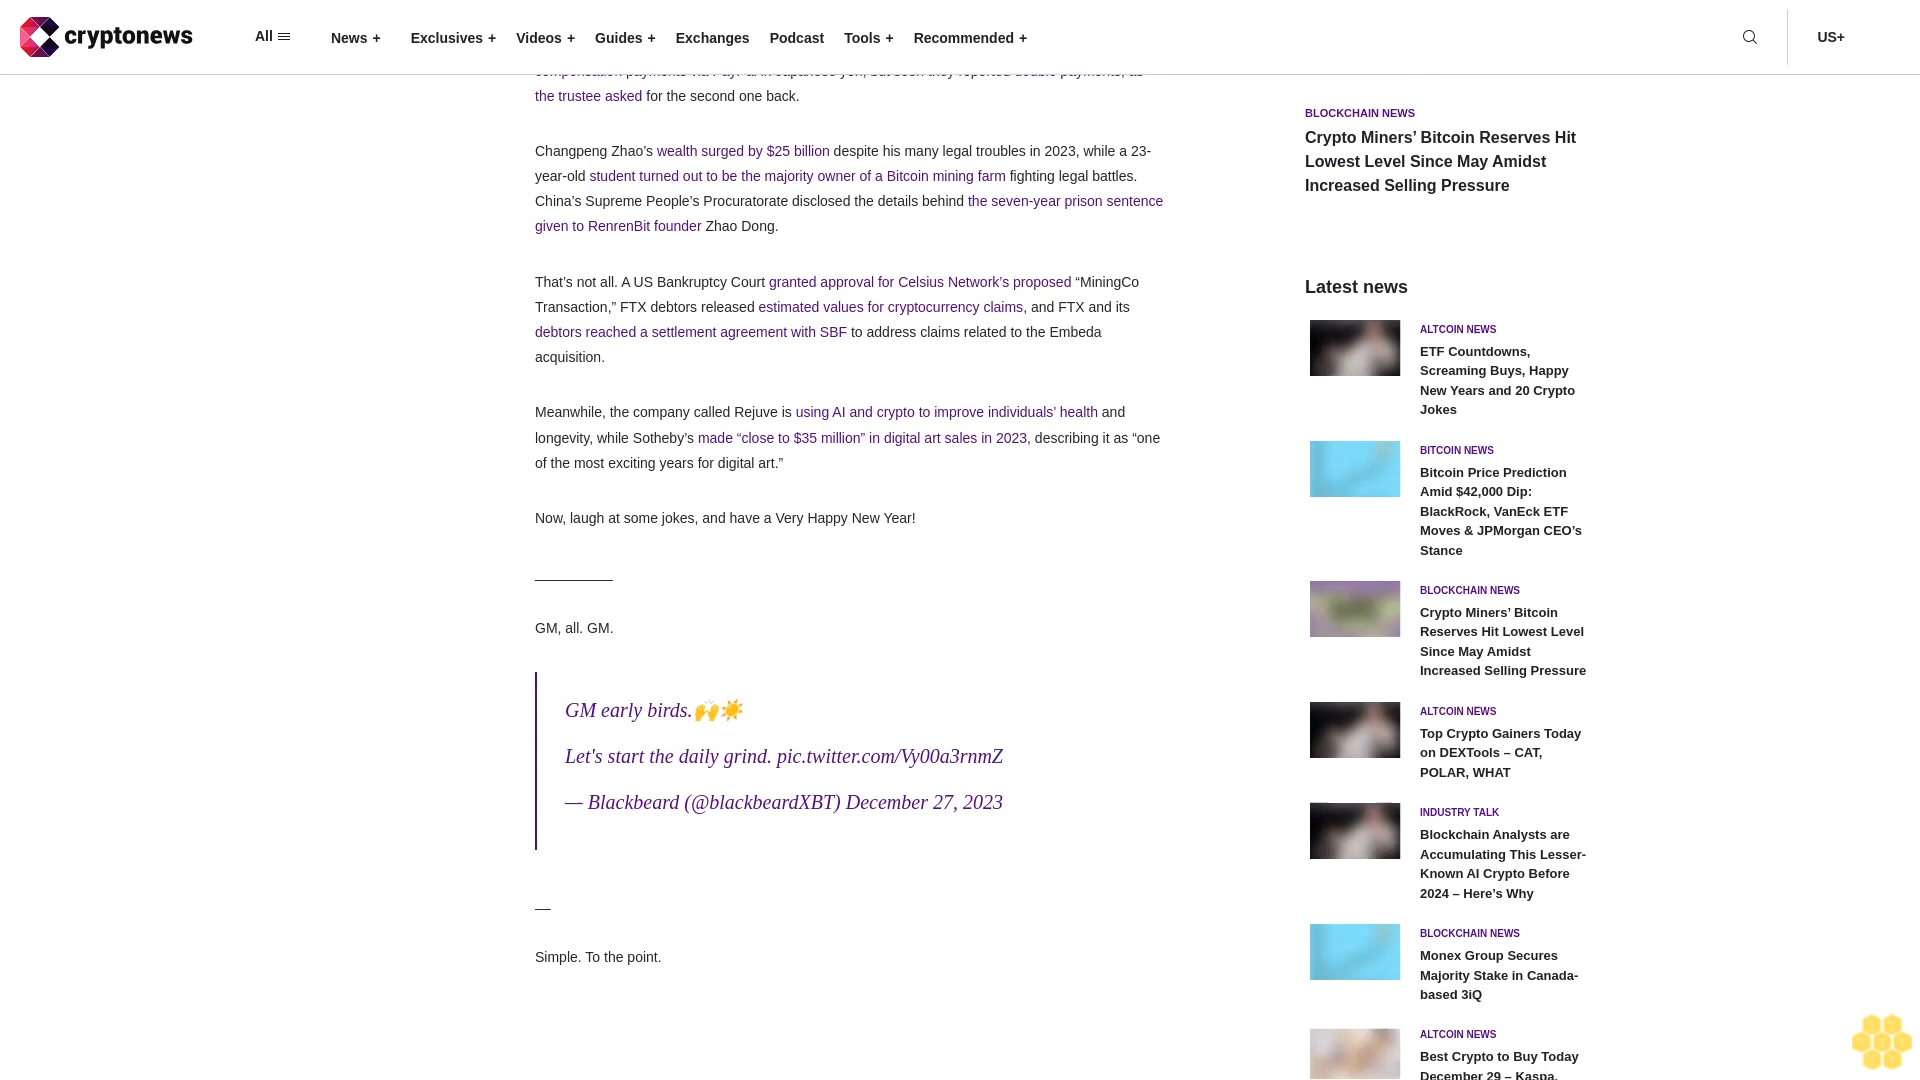 cryptonews
All
News +
Exclusives +
Videos +
Guides +
Exchanges
Podcast
Tools +
Recommended +
US+
the trustee asked for the second one back.
Changpeng Zhao’s wealth surged by $25 billion despite his many legal troubles in 2023, while a 23-
year-old student turned out to be the majority owner of a Bitcoin mining farm fighting legal battles.
China’s Supreme People’s Procuratorate disclosed the details behind the seven-year prison sentence
given to RenrenBit founder Zhao Dong.
That’s not all. A US Bankruptcy Court granted approval for Celsius Network’s proposed “MiningCo
Transaction,” FTX debtors released estimated values for cryptocurrency claims, and FTX and its
debtors reached a settlement agreement with SBF to address claims related to the Embeda
acquisition.
Meanwhile, the company called Rejuve is using AI and crypto to improve individuals’ health and
longevity, while Sotheby’s made “close to $35 million” in digital art sales in 2023, describing it as “one
of the most exciting years for digital art.”
Now, laugh at some jokes, and have a Very Happy New Year!
__________
GM, all. GM.
GM early birds.🙌☀️
Let's start the daily grind. pic.twitter.com/Vy00a3rnmZ
— Blackbeard (@blackbeardXBT) December 27, 2023
__
Simple. To the point.
BLOCKCHAIN NEWS
Crypto Miners’ Bitcoin Reserves Hit
Lowest Level Since May Amidst
Increased Selling Pressure
Latest news
ALTCOIN NEWS
ETF Countdowns,
Screaming Buys, Happy
New Years and 20 Crypto
Jokes
BITCOIN NEWS
Bitcoin Price Prediction
Amid $42,000 Dip:
BlackRock, VanEck ETF
Moves & JPMorgan CEO’s
Stance
BLOCKCHAIN NEWS
Crypto Miners’ Bitcoin
Reserves Hit Lowest Level
Since May Amidst
Increased Selling Pressure
ALTCOIN NEWS
Top Crypto Gainers Today
on DEXTools – CAT,
POLAR, WHAT
INDUSTRY TALK
Blockchain Analysts are
Accumulating This Lesser-
Known AI Crypto Before
2024 – Here’s Why
BLOCKCHAIN NEWS
Monex Group Secures
Majority Stake in Canada-
based 3iQ
ALTCOIN NEWS
Best Crypto to Buy Today
December 29 – Kaspa,